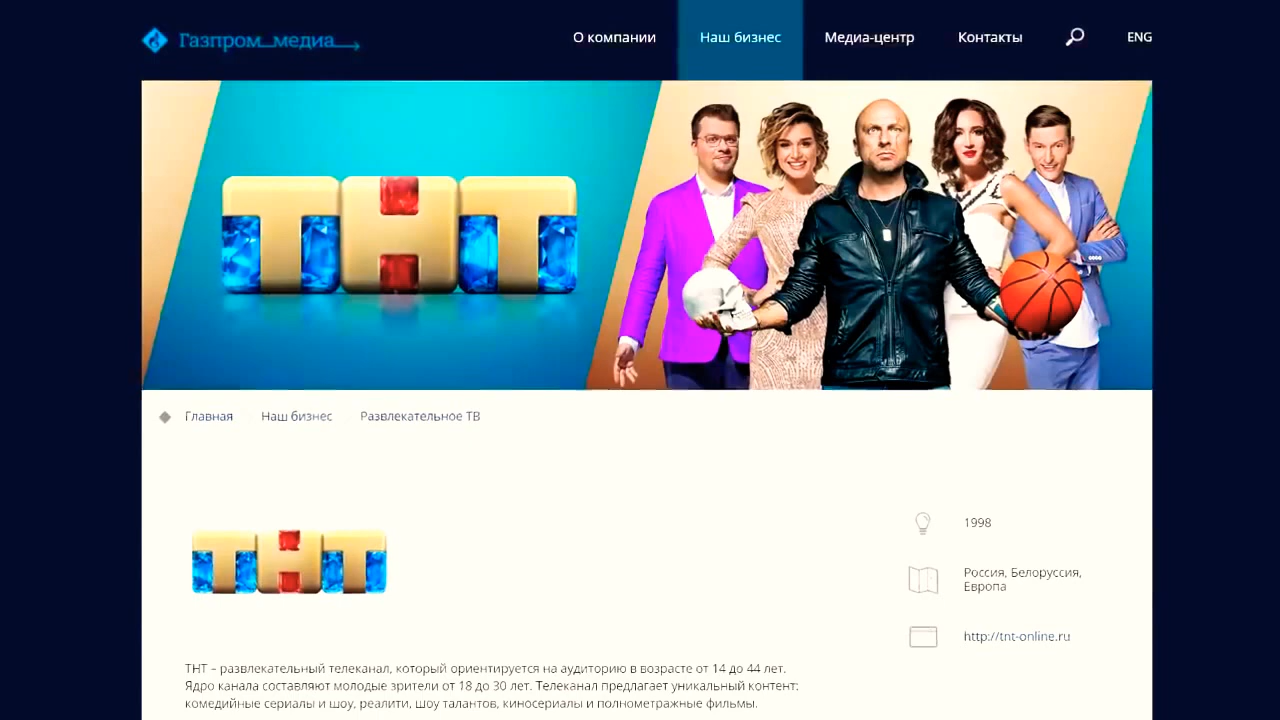 Газпром_медиа
О компании
Наш бизнес
Медиа-центр
Контакты
ENG
ТНТ
Главная
Наш бизнес
Развлекательное ТВ
ТНТ
1998
Россия, Белоруссия,
Европа
http://tnt-online.ru
ТНТ – развлекательный телеканал, который ориентируется на аудиторию в возрасте от 14 до 44 лет.
Ядро канала составляют молодые зрители от 18 до 30 лет. Телеканал предлагает уникальный контент:
комедийные сериалы и шоу, реалити, шоу талантов, киносериалы и полнометражные фильмы.